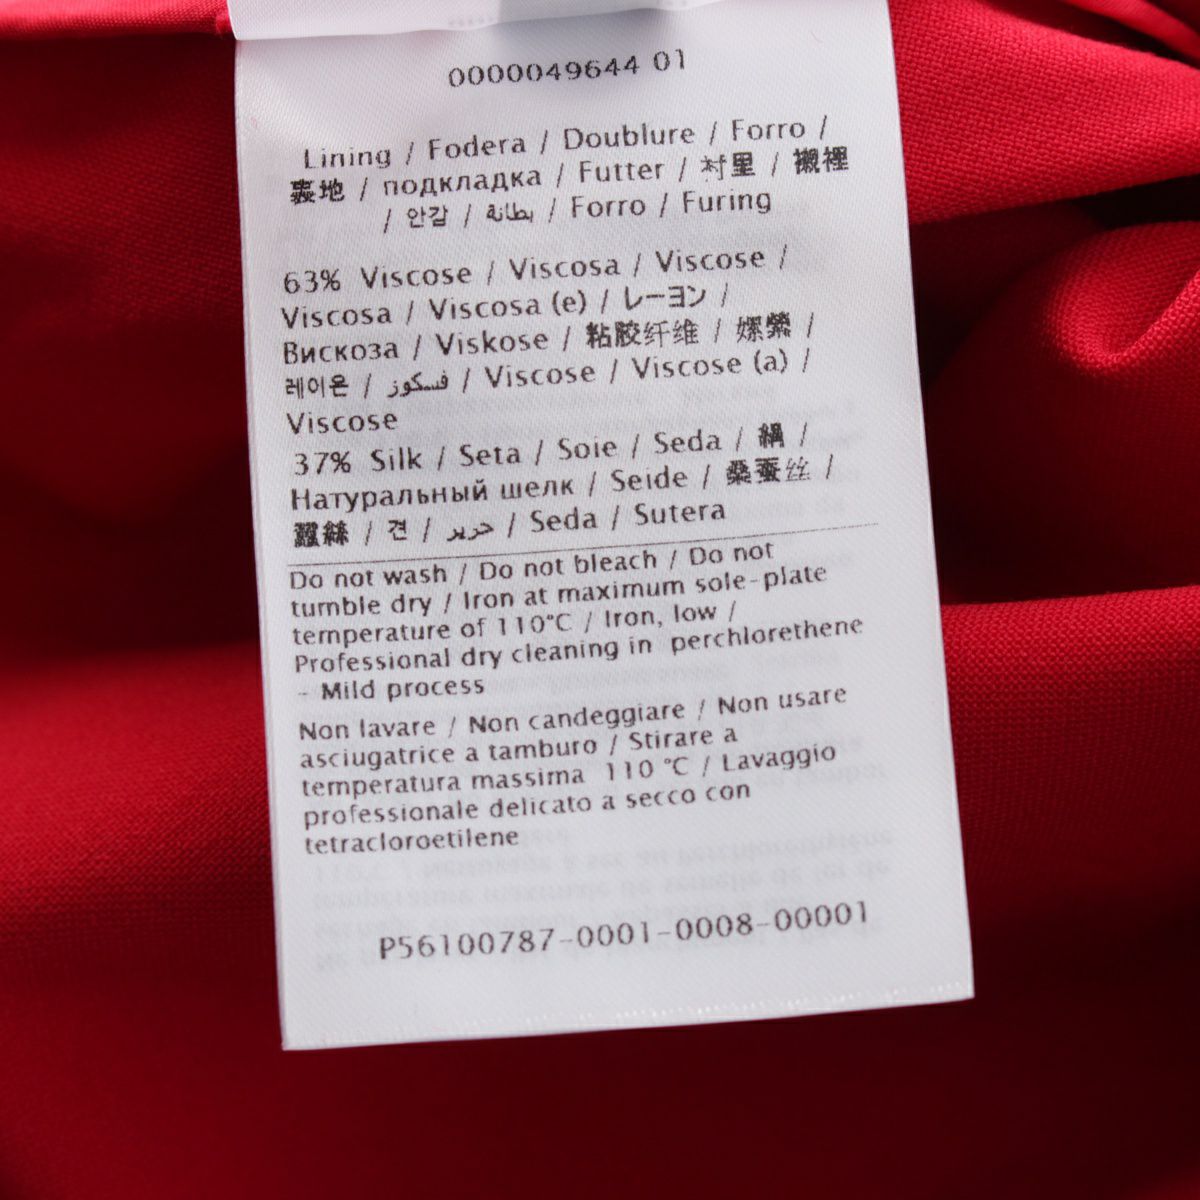 0000049644 01
Lining / Fodera / Doublure / Forro /
裏地 / подкладка / Futter / 衬里 / 襯裡
/ 안감 / بطانة / Forro / Furing
63% Viscose / Viscosa / Viscose /
Viscosa / Viscosa (e) / レーヨン /
Вискоза / Viskose / 粘胶纤维 / 嫘縈 /
레이온 / فسكوز / Viscose / Viscose (a) /
Viscose
37% Silk / Seta / Soie / Seda / 絹 /
Натуральный шелк / Seide / 桑蚕丝 /
蠶絲 / 견 / حرير / Seda / Sutera
Do not wash / Do not bleach / Do not
tumble dry / Iron at maximum sole-plate
temperature of 110°C / Iron, low /
Professional dry cleaning in perchlorethene
- Mild process
Non lavare / Non candeggiare / Non usare
asciugatrice a tamburo / Stirare a
temperatura massima 110 °C / Lavaggio
professionale delicato a secco con
tetracloroetilene
P56100787-0001-0008-00001